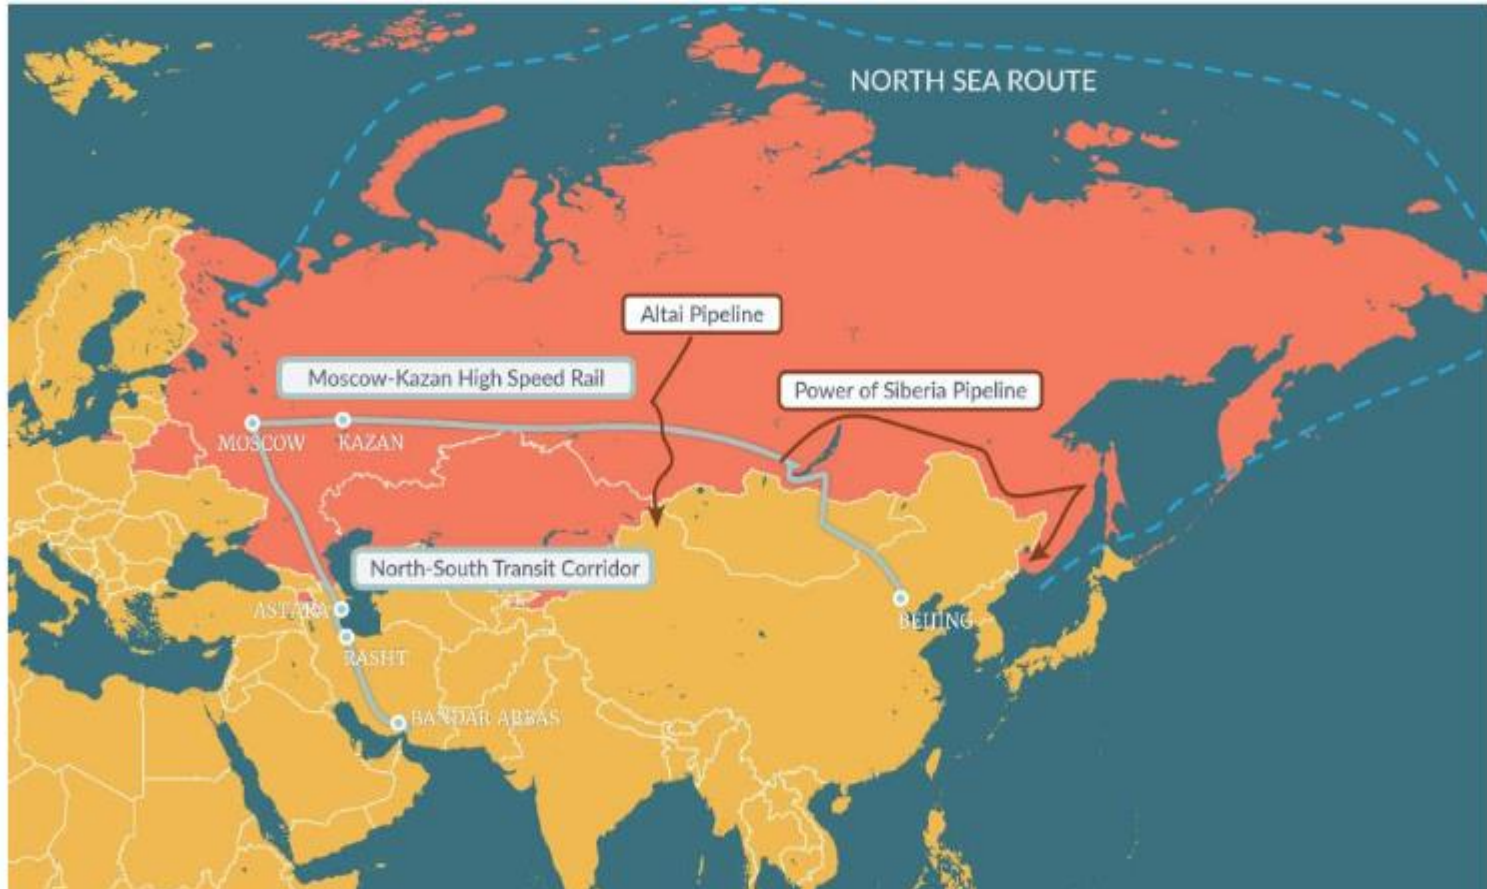 NORTH SEA ROUTE
Altai Pipeline
Moscow-Kazan High Speed Rail
Power of Siberia Pipeline
MOSCOW
KAZAN
North-South Transit Corridor
ASTARA
BEIJING
RASHT
BANDAR ABBAS